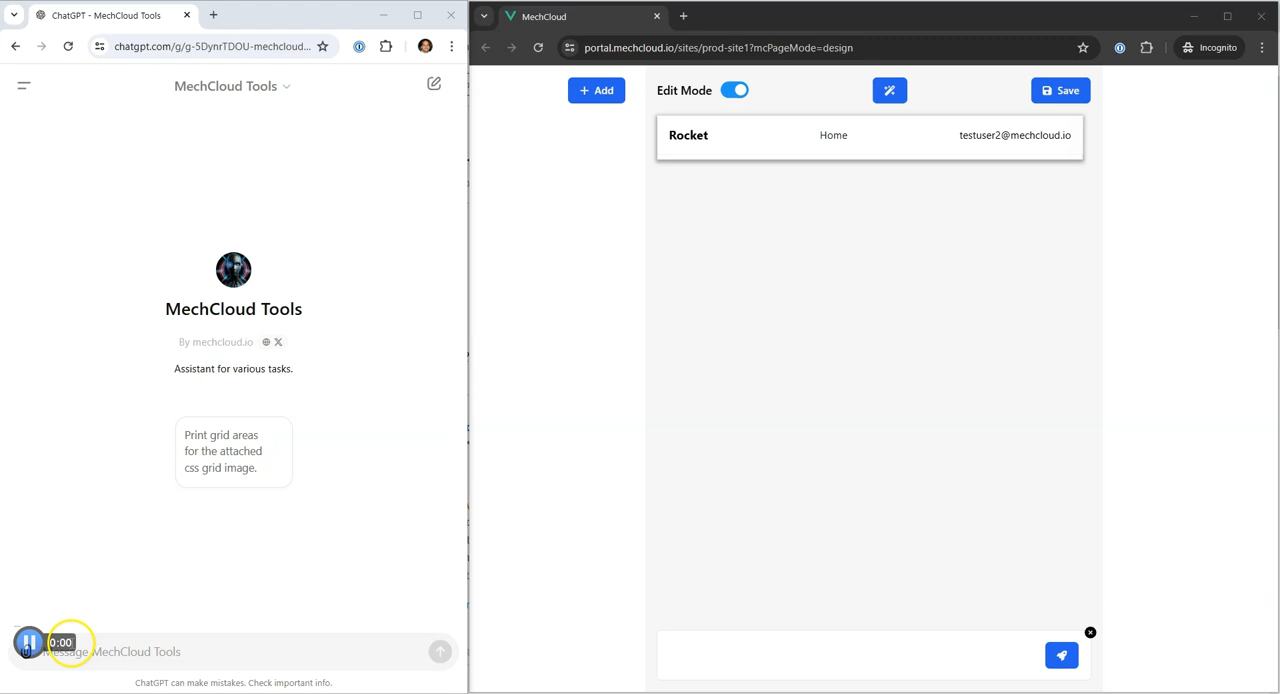 ChatGPT - MechCloud Tools
chatgpt.com/g/g-5DynrTDOU-mechcloud...
MechCloud Tools
MechCloud Tools
By mechcloud.io
Assistant for various tasks.
Print grid areas
for the attached
css grid image.
0:00
Message MechCloud Tools
ChatGPT can make mistakes. Check important info.
MechCloud
portal.mechcloud.io/sites/prod-site1?mcPageMode=design
Incognito
+ Add
Edit Mode
Save
Rocket
Home
testuser2@mechcloud.io